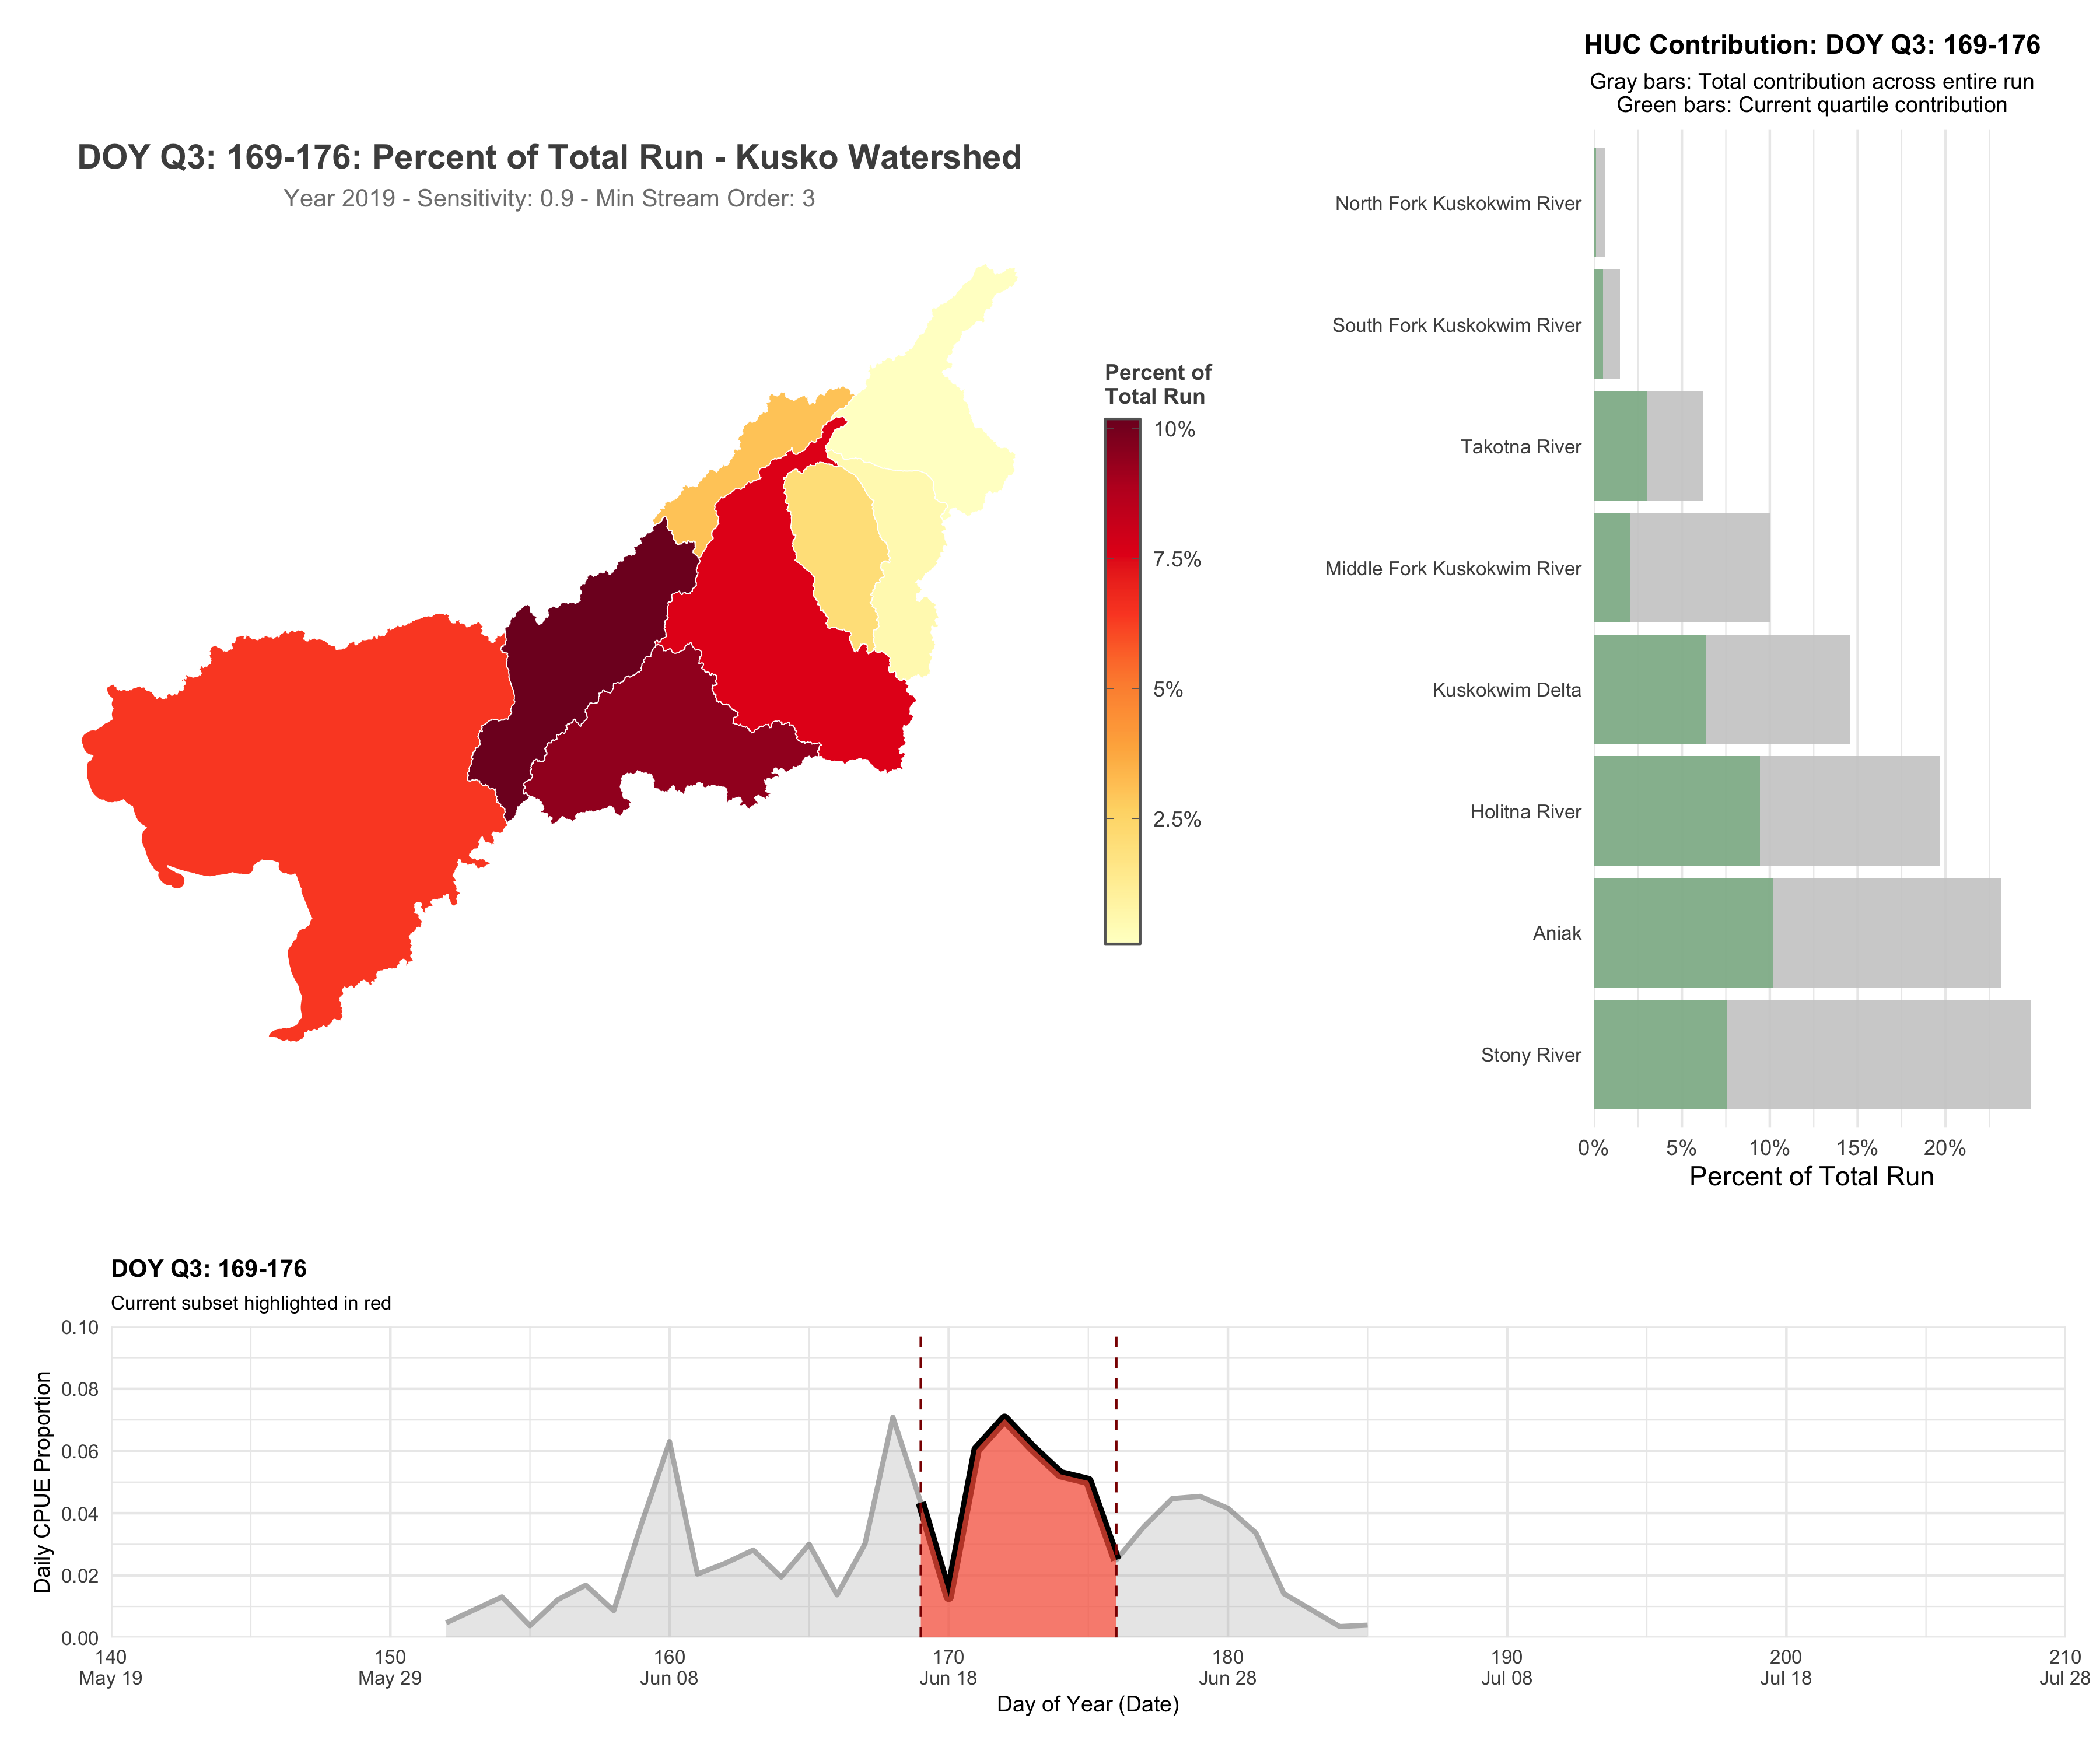 HUC Contribution: DOY Q3: 169-176
Gray bars: Total contribution across entire run
Green bars: Current quartile contribution
DOY Q3: 169-176: Percent of Total Run - Kusko Watershed
Year 2019 - Sensitivity: 0.9 - Min Stream Order: 3
Percent of
Total Run
10%
7.5%
5%
2.5%
North Fork Kuskokwim River
South Fork Kuskokwim River
Takotna River
Middle Fork Kuskokwim River
Kuskokwim Delta
Holitna River
Aniak
Stony River
0% 5% 10% 15% 20%
Percent of Total Run
DOY Q3: 169-176
Current subset highlighted in red
Daily CPUE Proportion
0.10
0.08
0.06
0.04
0.02
0.00
140 150 160 170 180 190 200 210
May 19 May 29 Jun 08 Jun 18 Jun 28 Jul 08 Jul 18 Jul 28
Day of Year (Date)